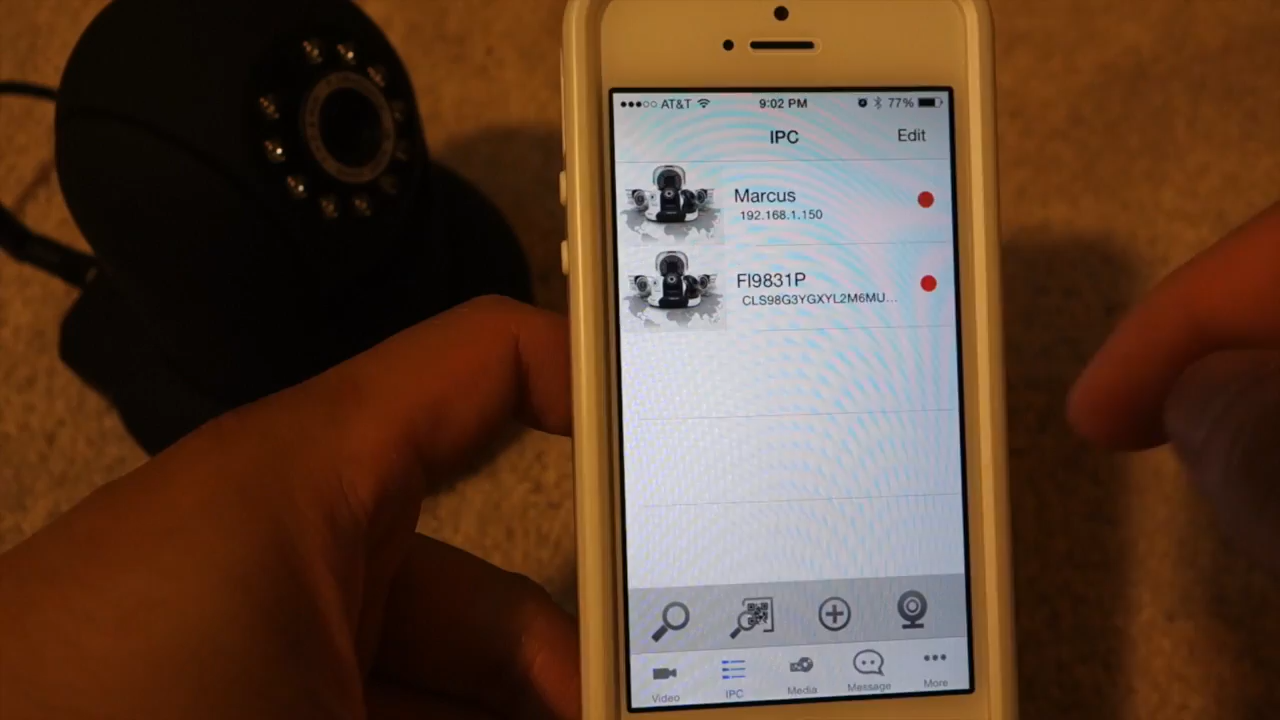 AT&T 9:02 PM 77%
IPC Edit
Marcus
192.168.1.150
FI9831P
CLS98G3YGXYL2M6MU...
Video IPC Media Message More